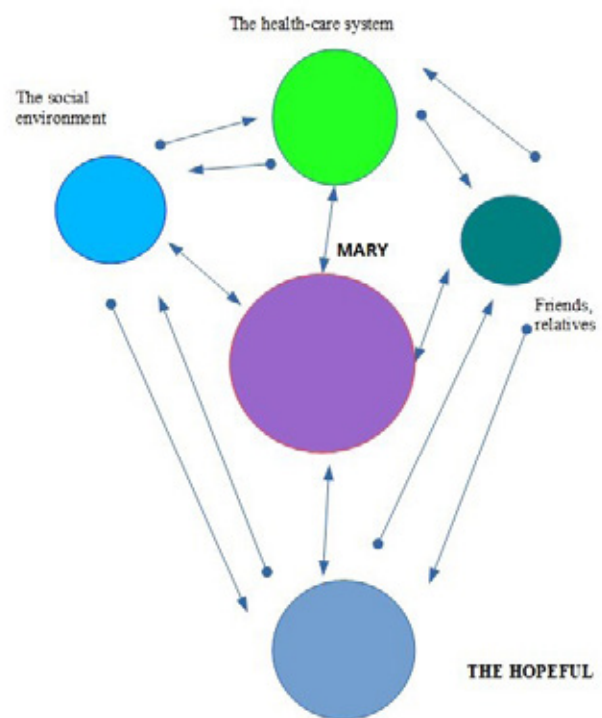 The health-care system
The social
environment
MARY
Friends,
relatives
THE HOPEFUL